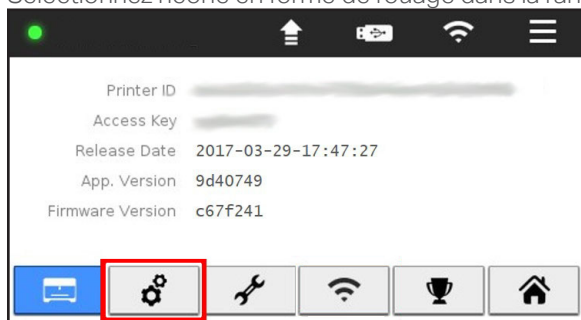 Printer ID
Access Key
Release Date 2017-03-29-17:47:27
App. Version 9d40749
Firmware Version c67f241